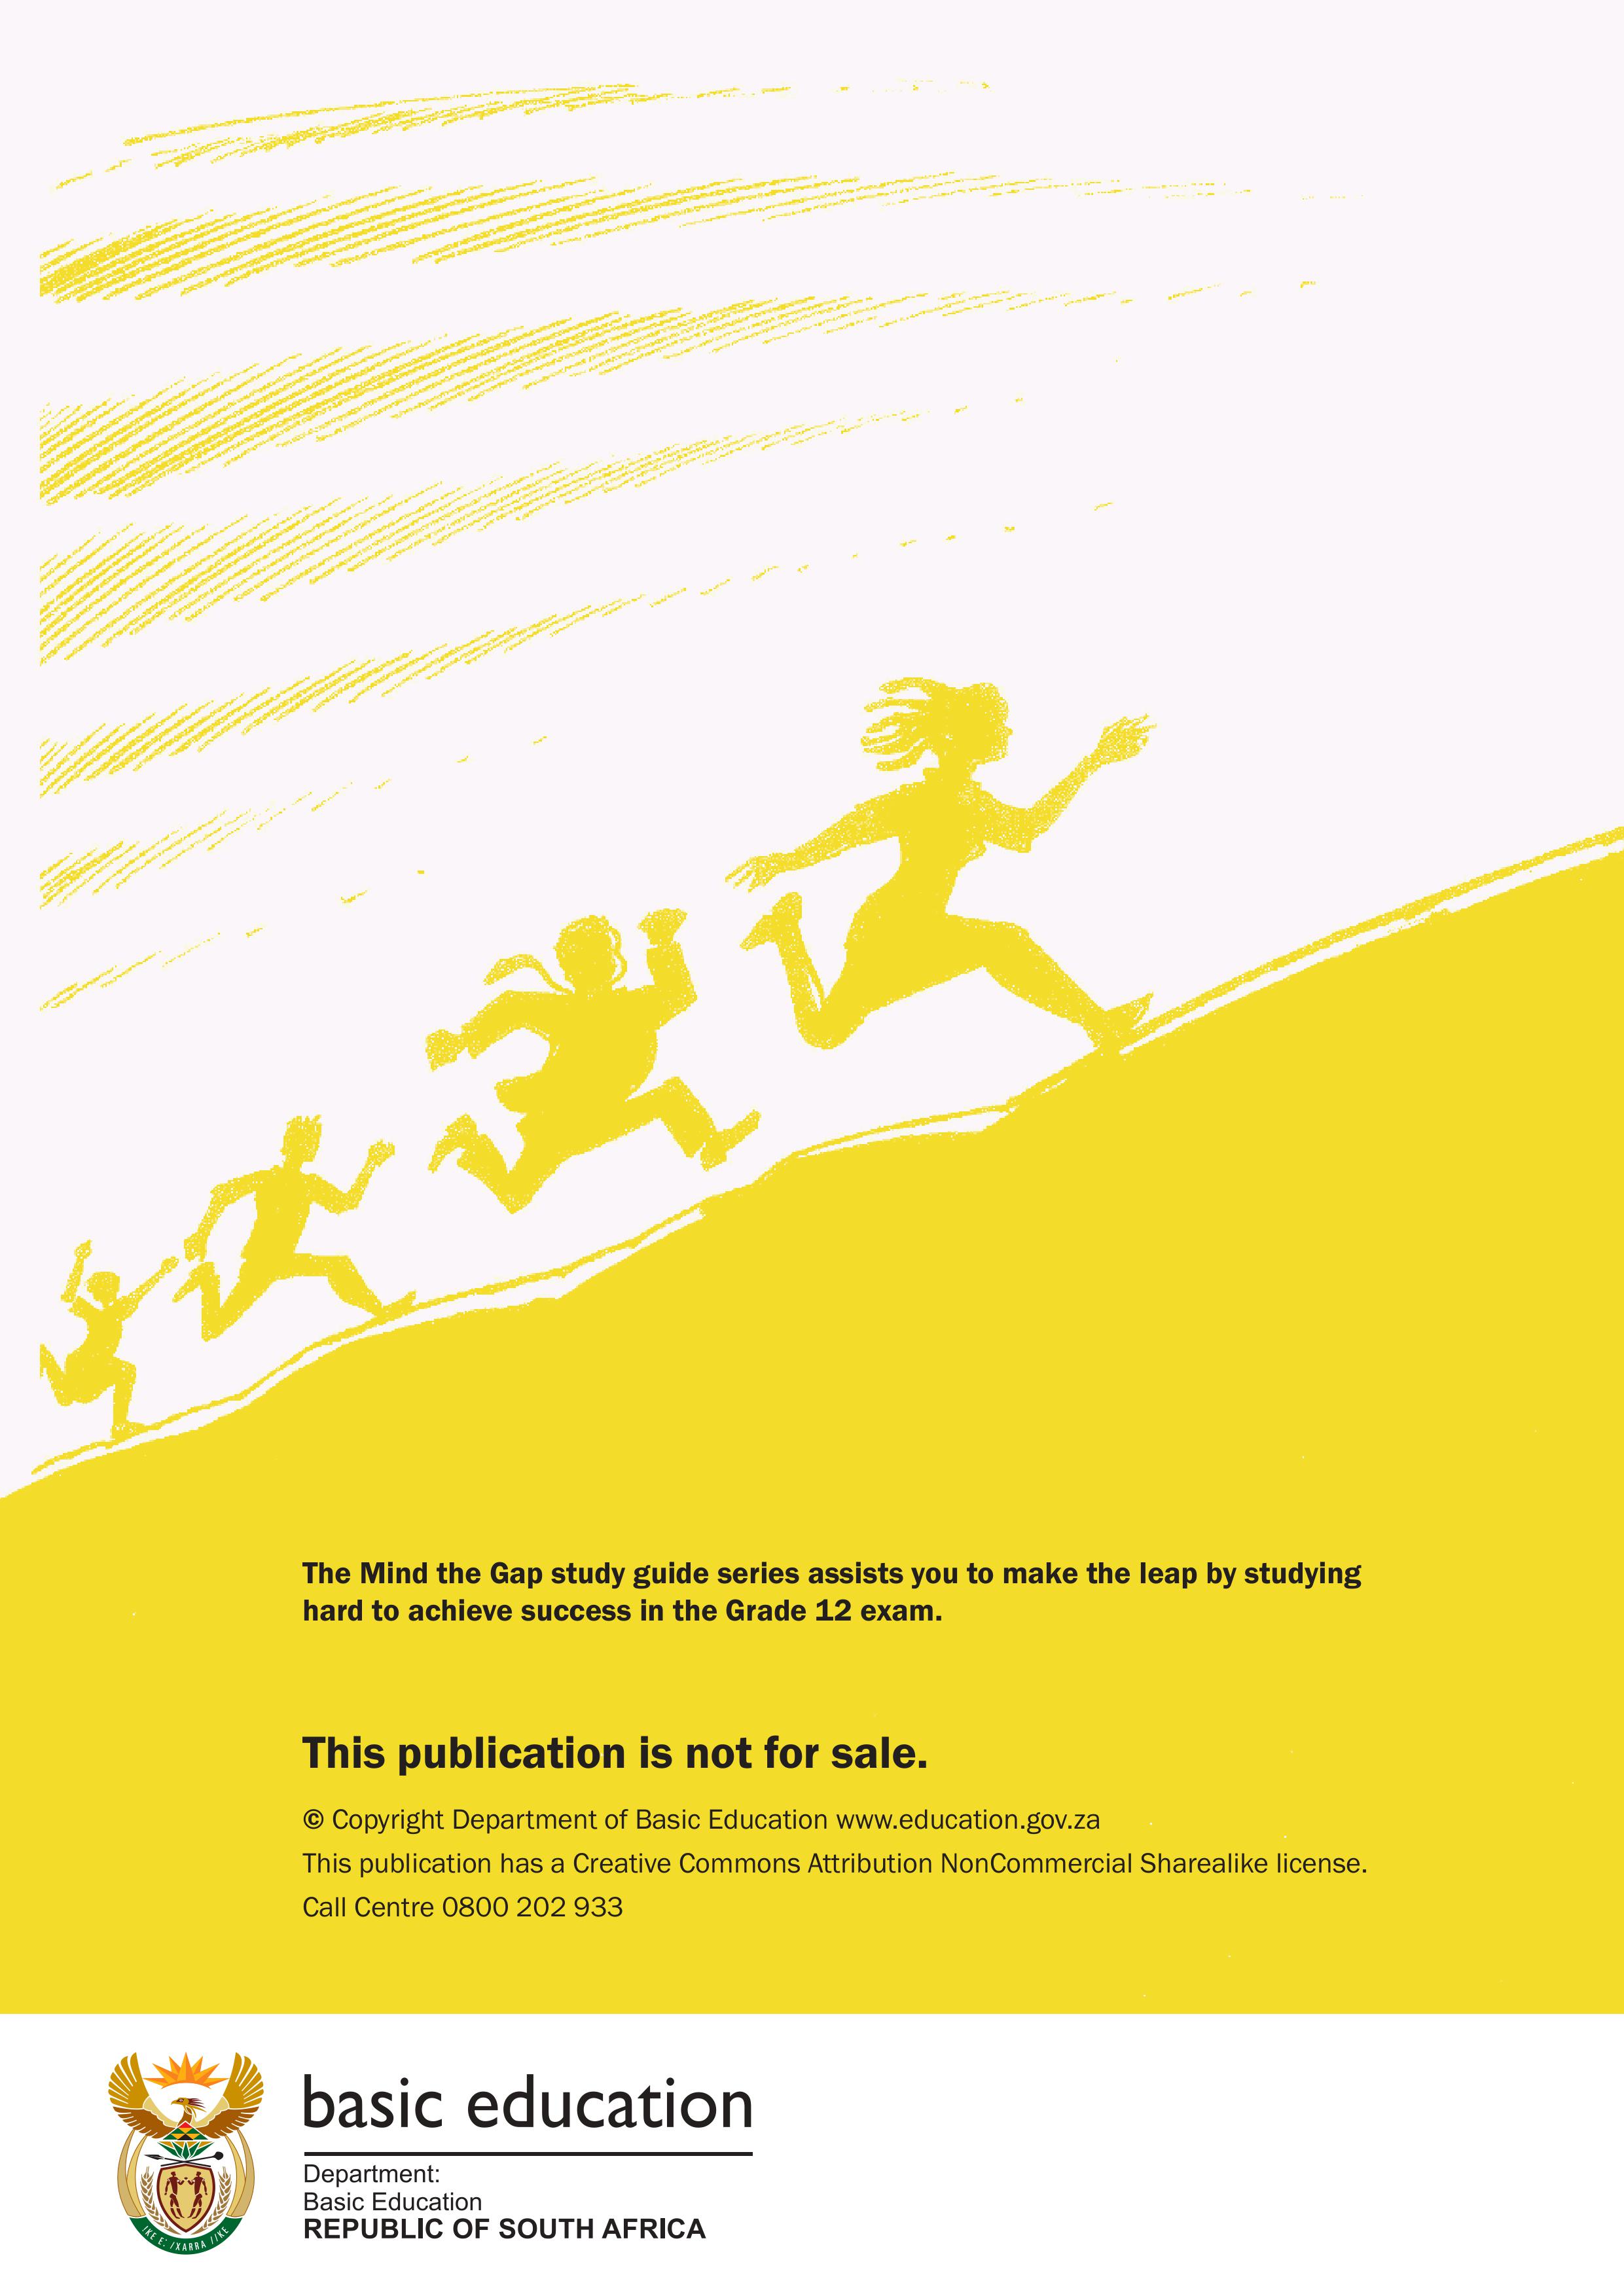 The Mind the Gap study guide series assists you to make the leap by studying
hard to achieve success in the Grade 12 exam.
This publication is not for sale.
© Copyright Department of Basic Education www.education.gov.za
This publication has a Creative Commons Attribution NonCommercial Sharealike license.
Call Centre 0800 202 933
basic education
Department:
Basic Education
REPUBLIC OF SOUTH AFRICA
!KE E: /XARRA //KE